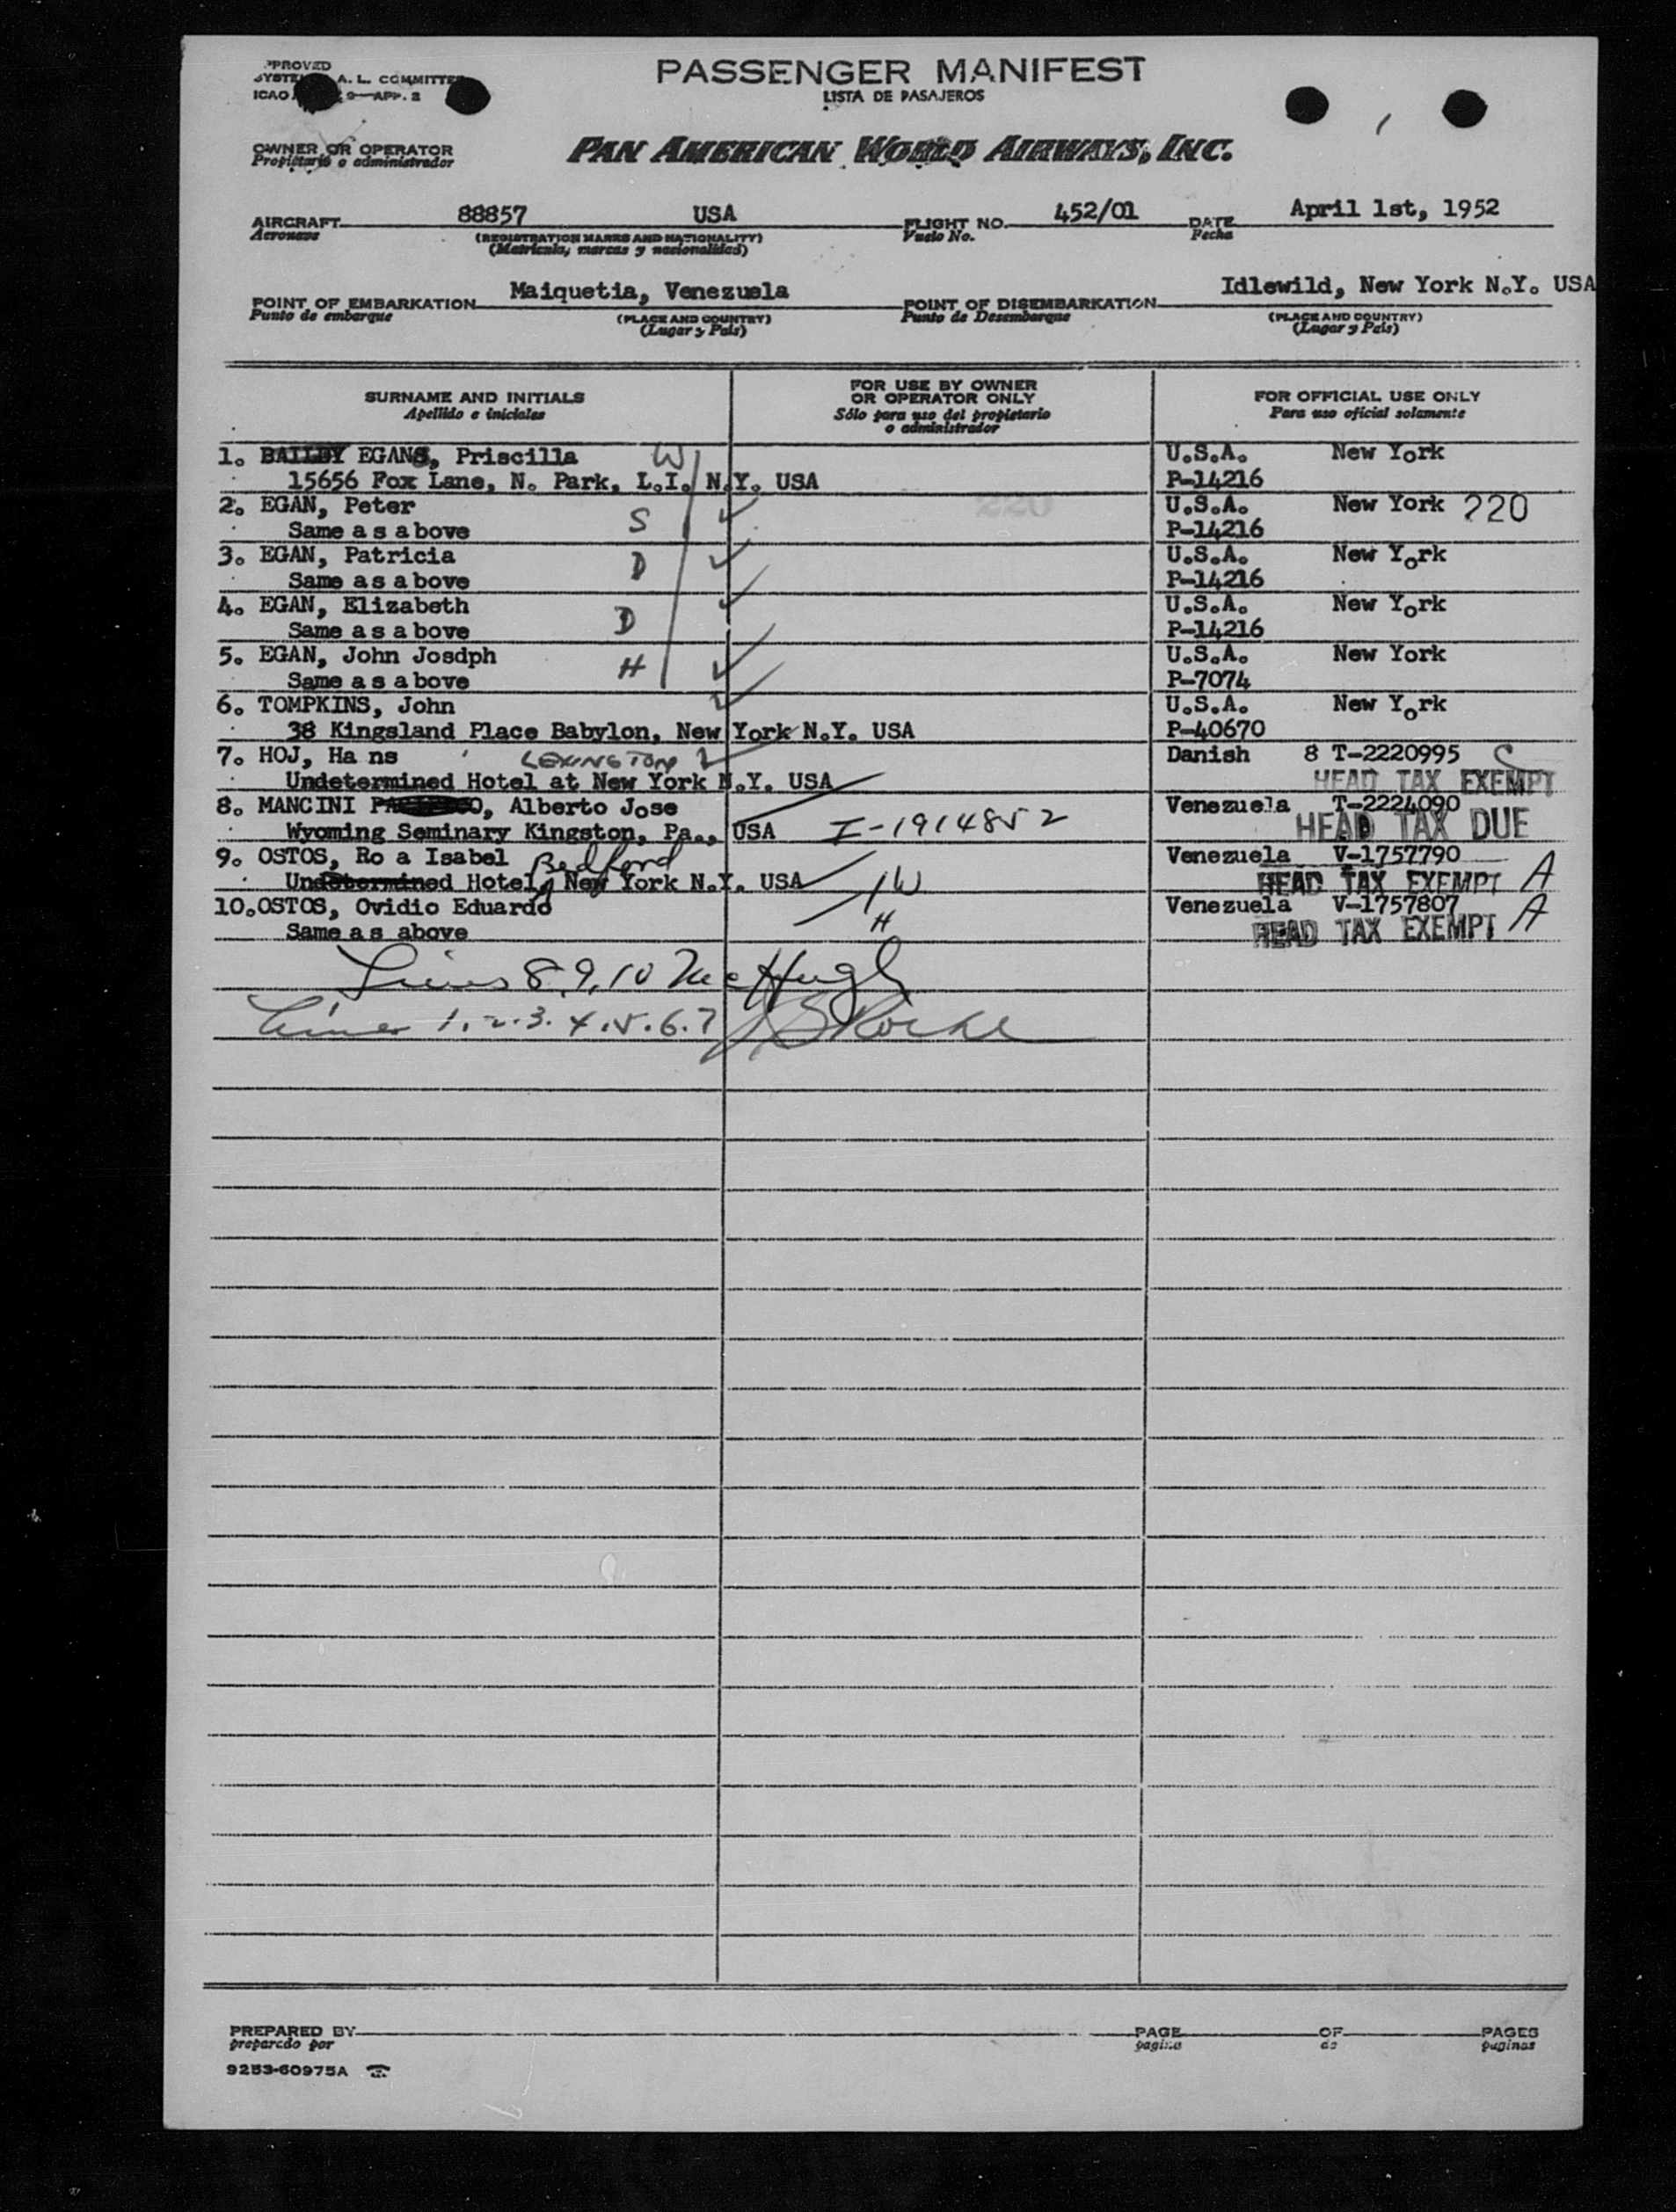 PASSENGER MANIFEST
LISTA DE PASAJEROS
A. L. COMMITTEE
ICAO 9—APP. 2
OWNER OR OPERATOR
Propietario o administrador
PAN AMERICAN WORLD AIRWAYS, INC.
AIRCRAFT 88857 USA FLIGHT NO. 452/01 DATE April 1st, 1952
Aeronave (REGISTRATION MARKS AND NATIONALITY) Vuelo No. Fecha
(Matricula, marcas y nacionalidad)
POINT OF EMBARKATION Maiquetia, Venezuela POINT OF DISEMBARKATION Idlewild, New York N.Y. USA
Punto de embarque (PLACE AND COUNTRY) Punto de Desembarque (PLACE AND COUNTRY)
(Lugar y País) (Lugar y País)
SURNAME AND INITIALS FOR USE BY OWNER OR OPERATOR ONLY FOR OFFICIAL USE ONLY
Apellido e iniciales Sólo para uso del propietario o administrador Para uso oficial solamente
1. EGAN, Priscilla W U.S.A. New York
15656 Fox Lane, N. Park, L.I. N.Y. USA P-14216
2. EGAN, Peter S U.S.A. New York 220
Same as above P-14216
3. EGAN, Patricia D U.S.A. New York
Same as above P-14216
4. EGAN, Elizabeth D U.S.A. New York
Same as above P-14216
5. EGAN, John Josdph H U.S.A. New York
Same as above P-7074
6. TOMPKINS, John U.S.A. New York
38 Kingsland Place Babylon, New York N.Y. USA P-40670
7. HOJ, Hans LEXINGTON Danish 8 T-2220995
Undetermined Hotel at New York N.Y. USA HEAD TAX EXEMPT
8. MANCINI, Alberto Jose Venezuela T-2224090
Wyoming Seminary Kingston, Pa., USA I-1914852 HEAD TAX DUE
9. OSTOS, Ro a Isabel Bedford Venezuela V-1757790
Undetermined Hotel, New York N.Y. USA W HEAD TAX EXEMPT A
10. OSTOS, Ovidio Eduardo H Venezuela V-1757807
Same as above HEAD TAX EXEMPT A
Lines 8, 9, 10 McHugh
Lines 1. 2. 3. 4. 5. 6. 7
PREPARED BY PAGE OF PAGES
preparado por pagina de paginas
9253-60975A